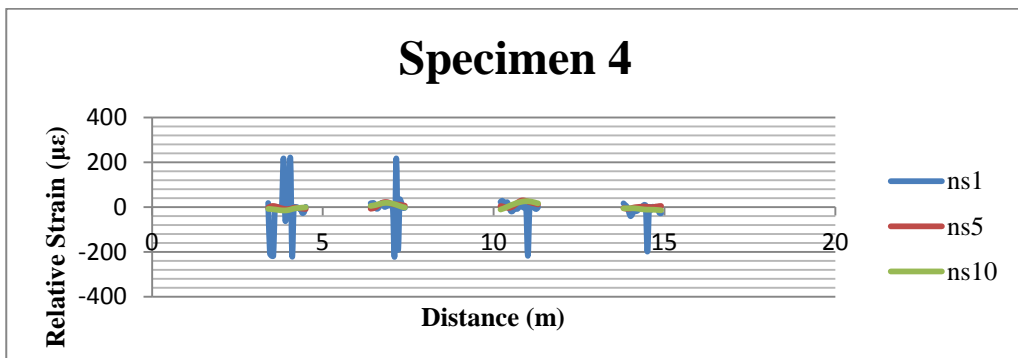 Specimen 4
Relative Strain (με)
400
200
0
-200
-400
0
5
10
15
20
Distance (m)
ns1
ns5
ns10